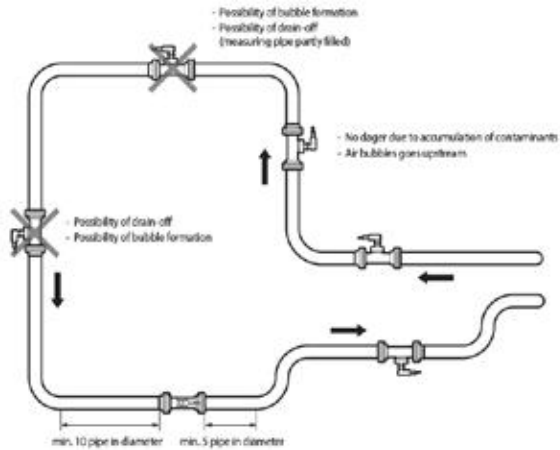 - Possibility of bubble formation
- Possibility of drain-off
(measuring pipe partly filled)
- No dager due to accumulation of contaminants
- Air bubbles goes upstream
- Possibility of drain-off
- Possibility of bubble formation
min. 10 pipe in diameter
min. 5 pipe in diameter